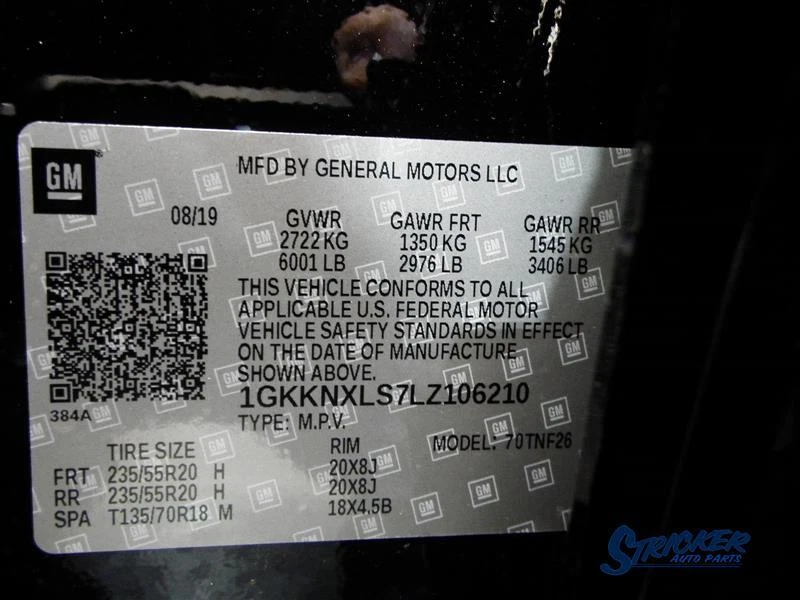 GM
MFD BY GENERAL MOTORS LLC
08/19 GVWR GAWR FRT GAWR RR
2722 KG 1350 KG 1545 KG
6001 LB 2976 LB 3406 LB
THIS VEHICLE CONFORMS TO ALL
APPLICABLE U.S. FEDERAL MOTOR
VEHICLE SAFETY STANDARDS IN EFFECT
ON THE DATE OF MANUFACTURE
SHOWN ABOVE.
384A
1GKKNXLS7LZ106210
TYPE: M.P.V. MODEL: 70TNF26
TIRE SIZE RIM
FRT 235/55R20 H 20X8J
RR 235/55R20 H 20X8J
SPA T135/70R18 M 18X4.5B
STRICKER
AUTO PARTS